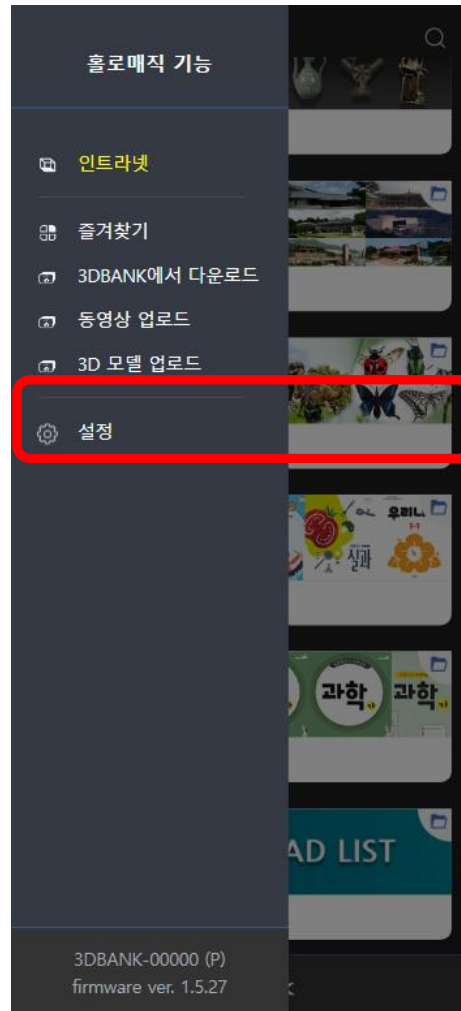 홀로매직 기능
인트라넷
즐겨찾기
3DBANK에서 다운로드
동영상 업로드
3D 모델 업로드
설정
실과
우리나
1-1
과학
과학
AD LIST
3DBANK-00000 (P)
firmware ver. 1.5.27